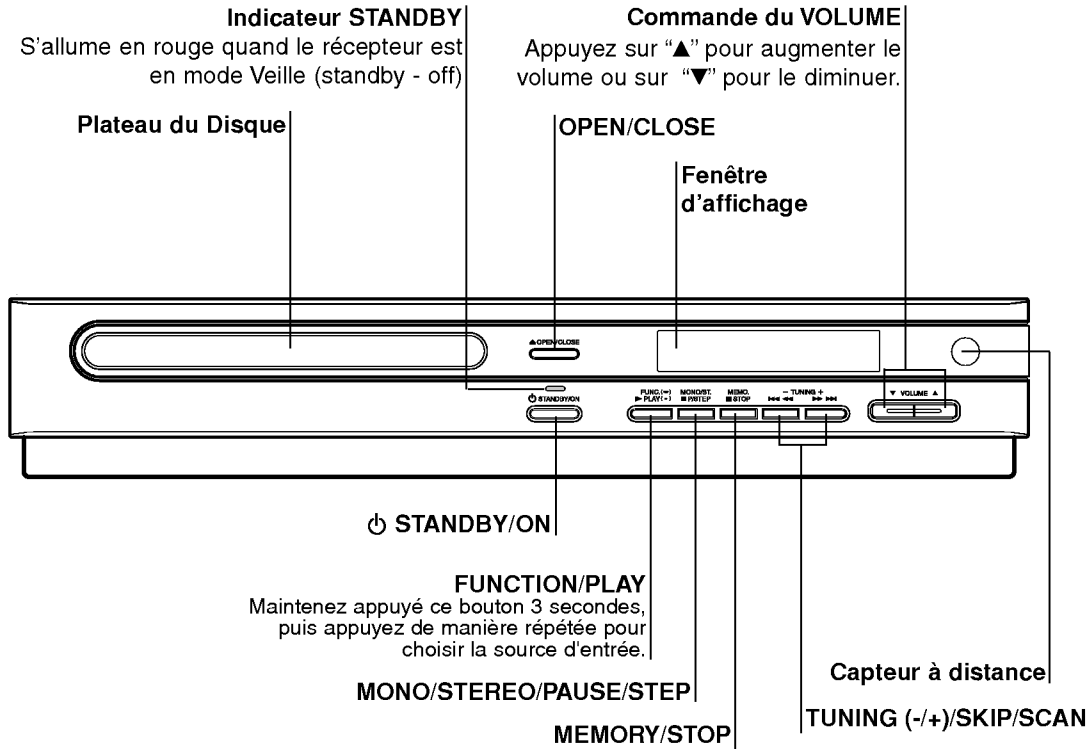 Indicateur STANDBY
S'allume en rouge quand le récepteur est
en mode Veille (standby - off)
Commande du VOLUME
Appuyez sur “▲” pour augmenter le
volume ou sur “▼” pour le diminuer.
Plateau du Disque
OPEN/CLOSE
Fenêtre
d'affichage
▲ OPEN/CLOSE
⏻ STANDBY/ON
FUNC.(••)
► PLAY(•)
MONO/ST.
P/STEP
MEMO.
■ STOP
− TUNING +
|◄◄ ◄◄ ►► ►►|
▼ VOLUME ▲
⏻ STANDBY/ON
FUNCTION/PLAY
Maintenez appuyé ce bouton 3 secondes,
puis appuyez de manière répétée pour
choisir la source d'entrée.
MONO/STEREO/PAUSE/STEP
MEMORY/STOP
Capteur à distance
TUNING (-/+)/SKIP/SCAN